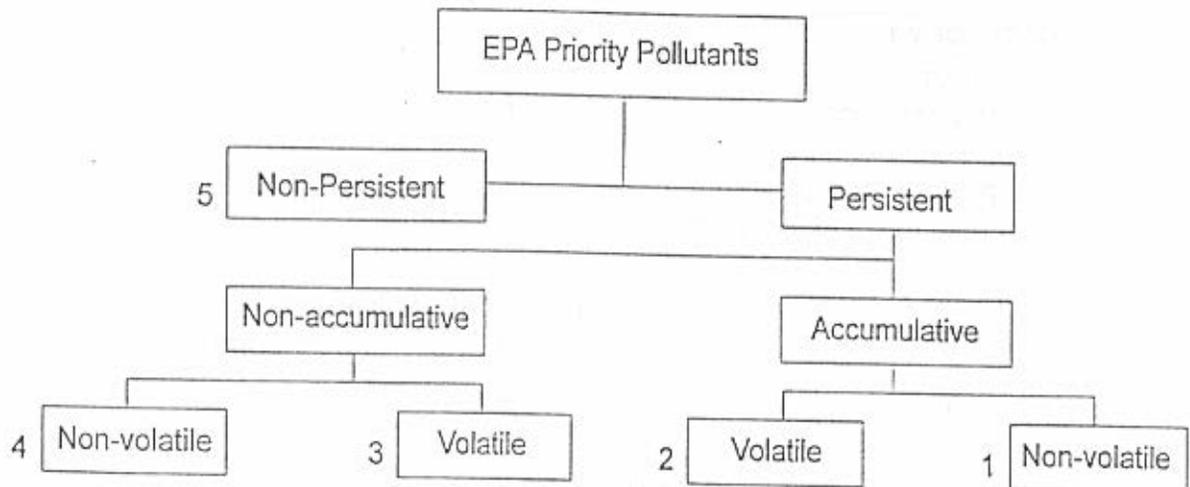 EPA Priority Pollutants
5 Non-Persistent
Persistent
Non-accumulative
Accumulative
4 Non-volatile
3 Volatile
2 Volatile
1 Non-volatile